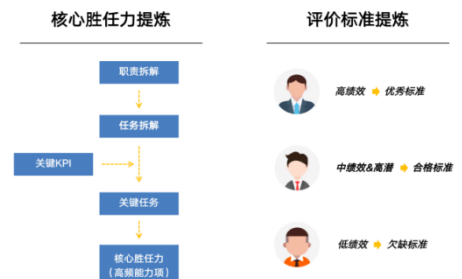 核心胜任力提炼
职责拆解
任务拆解
关键KPI
关键任务
核心胜任力
（高频能力项）
评价标准提炼
高绩效 优秀标准
中绩效&高潜 合格标准
低绩效 欠缺标准